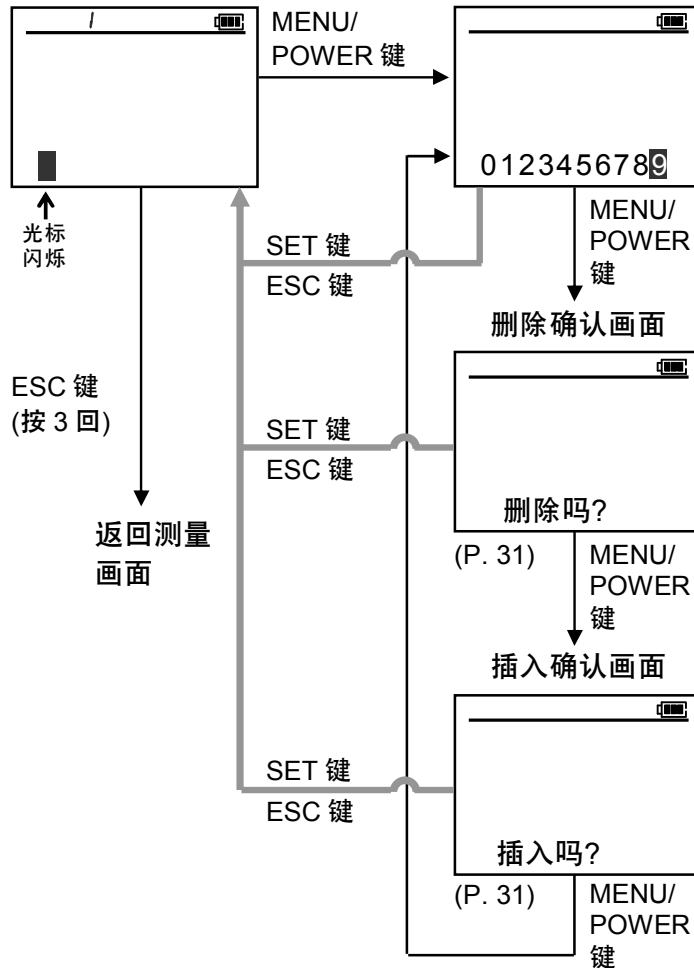 /
MENU/
POWER 键
0123456789
光标
闪烁
SET 键
ESC 键
MENU/
POWER
键
删除确认画面
ESC 键
(按 3 回)
SET 键
ESC 键
删除吗?
返回测量
画面
(P. 31)
MENU/
POWER
键
插入确认画面
SET 键
ESC 键
插入吗?
(P. 31)
MENU/
POWER
键